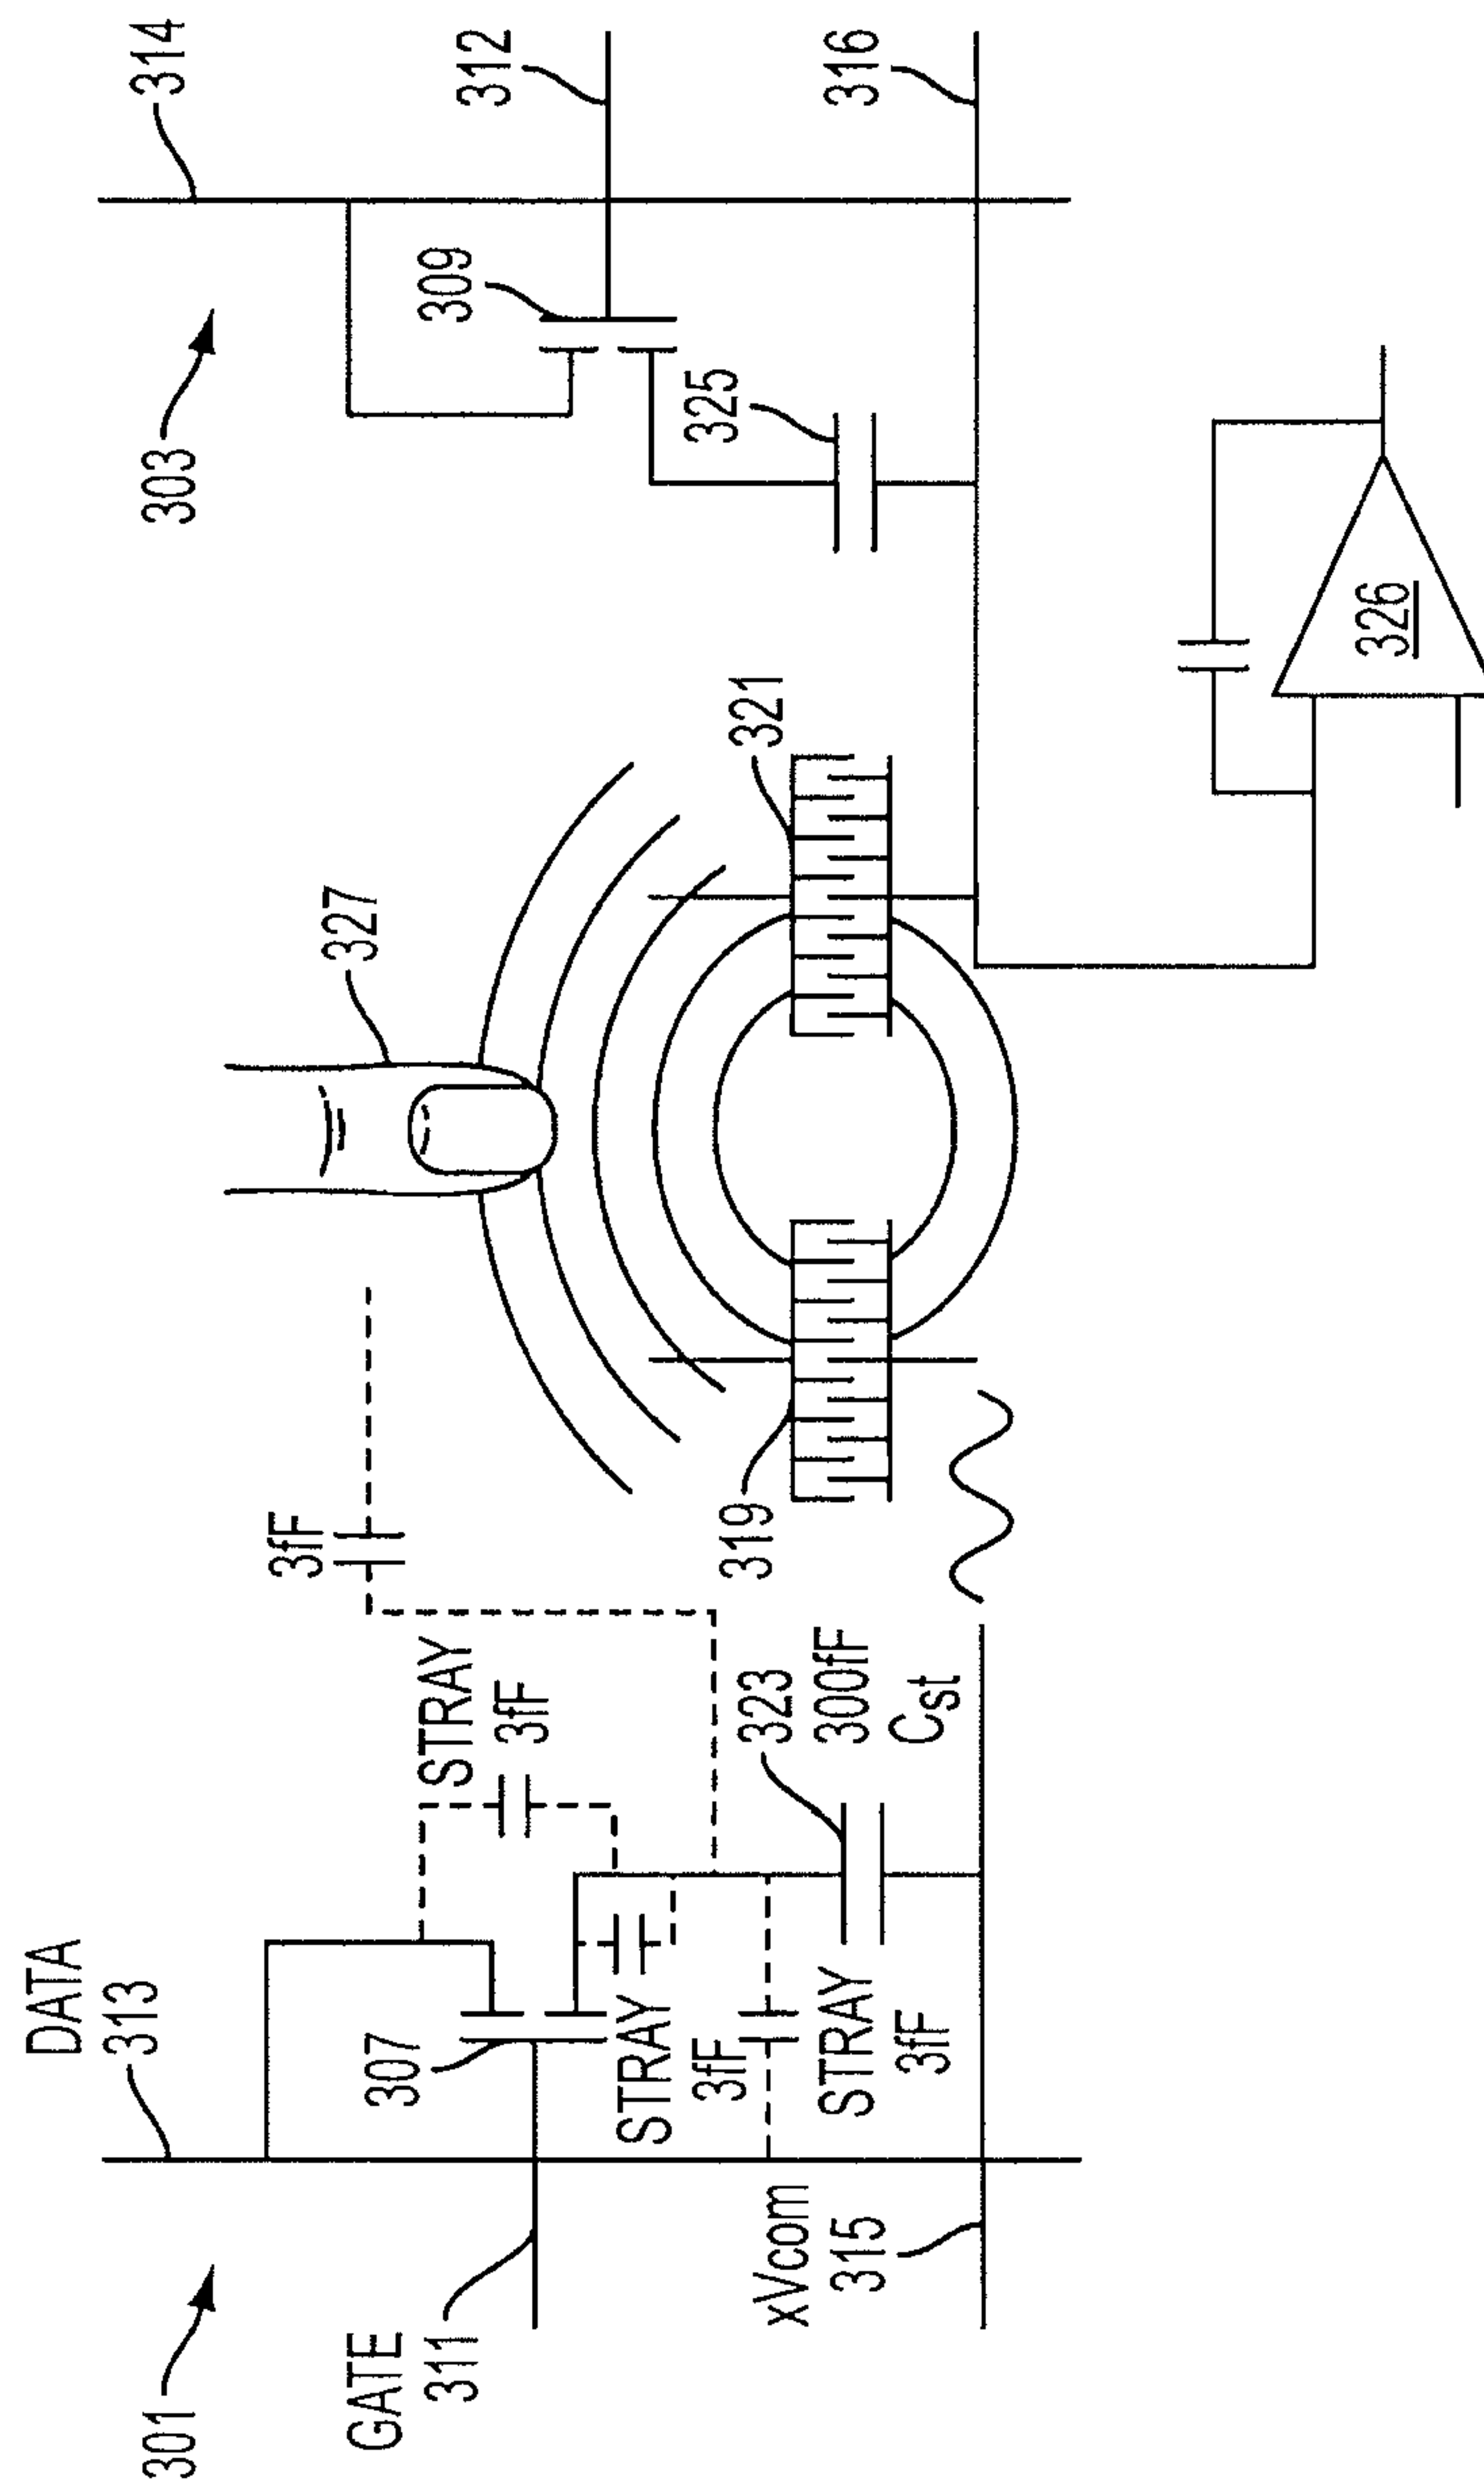 301
303
DATA
313
314
GATE
311
312
307
309
STRAY
3fF
3fF
327
STRAY
3fF
STRAY
3fF
323
300fF
Cst
325
319
321
xVcom
315
316
326